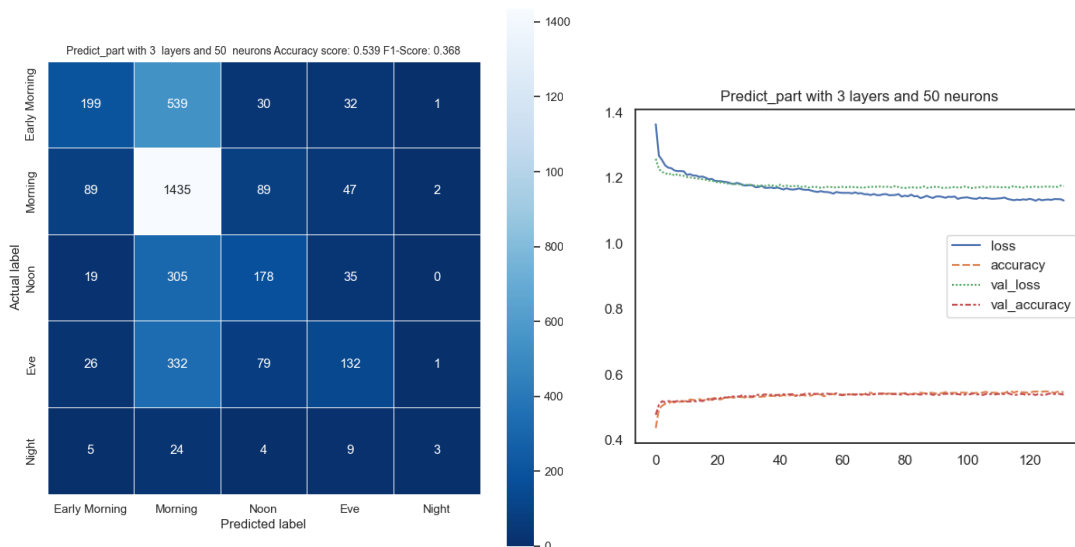 Predict_part with 3 layers and 50 neurons Accuracy score: 0.539 F1-Score: 0.368
Actual label
Early Morning
Morning
Noon
Eve
Night
199 539 30 32 1
89 1435 89 47 2
19 305 178 35 0
26 332 79 132 1
5 24 4 9 3
Early Morning Morning Noon Eve Night
Predicted label
1400
120
100
800
600
400
200
0
Predict_part with 3 layers and 50 neurons
1.4
1.2
1.0
0.8
0.6
0.4
0 20 40 60 80 100 120
loss
accuracy
val_loss
val_accuracy